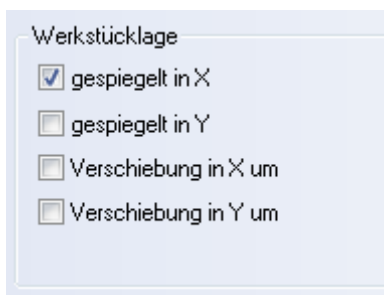 Werkstücklage
gespiegelt in X
gespiegelt in Y
Verschiebung in X um
Verschiebung in Y um